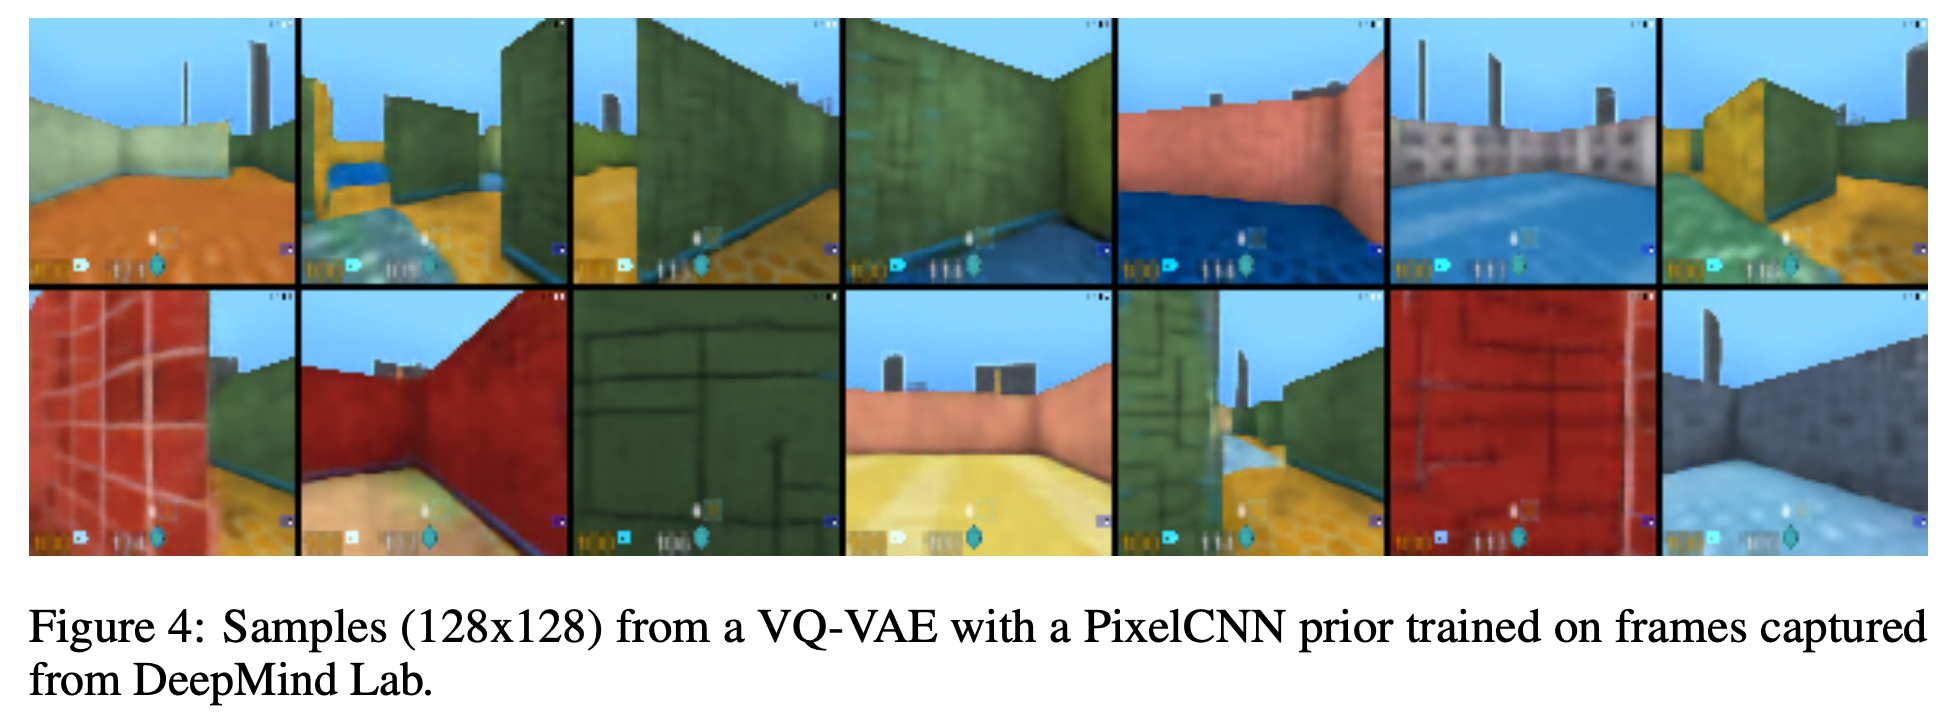 Figure 4: Samples (128x128) from a VQ-VAE with a PixelCNN prior trained on frames captured
from DeepMind Lab.